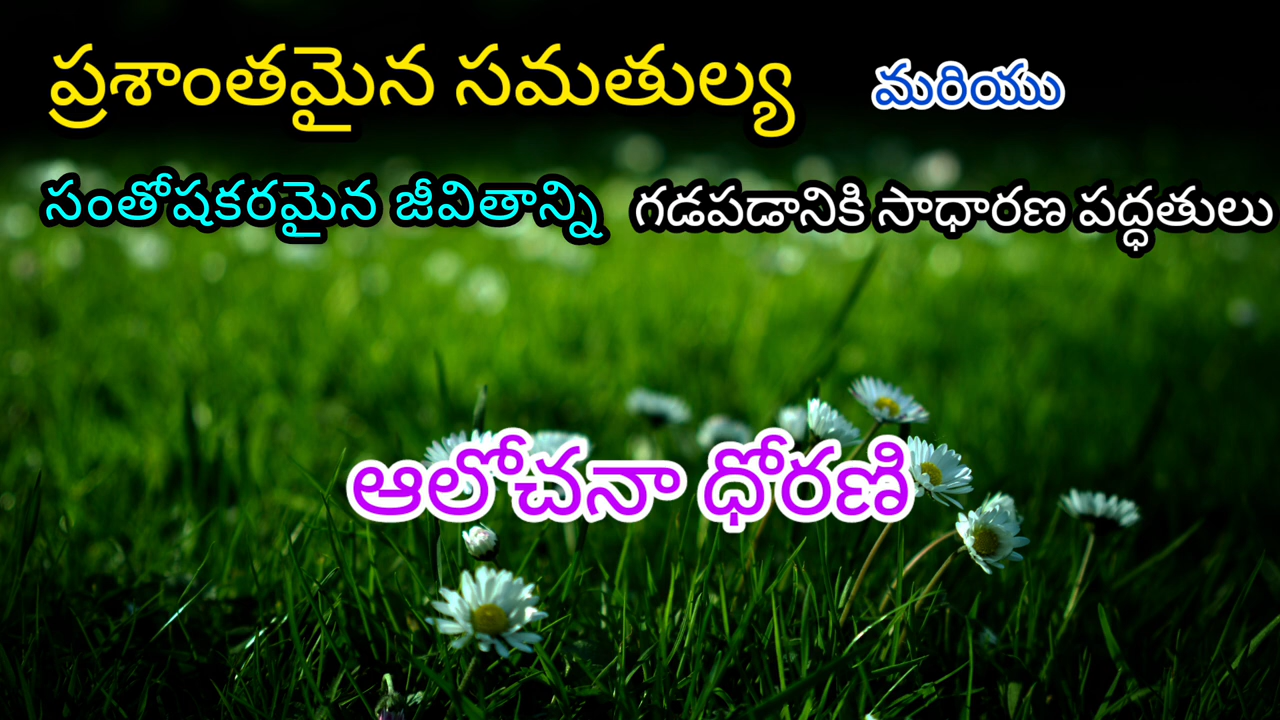 ప్రశాంతమైన సమతుల్య మరియు
సంతోషకరమైన జీవితాన్ని గడపడానికి సాధారణ పద్ధతులు
ఆలోచనా ధోరణి